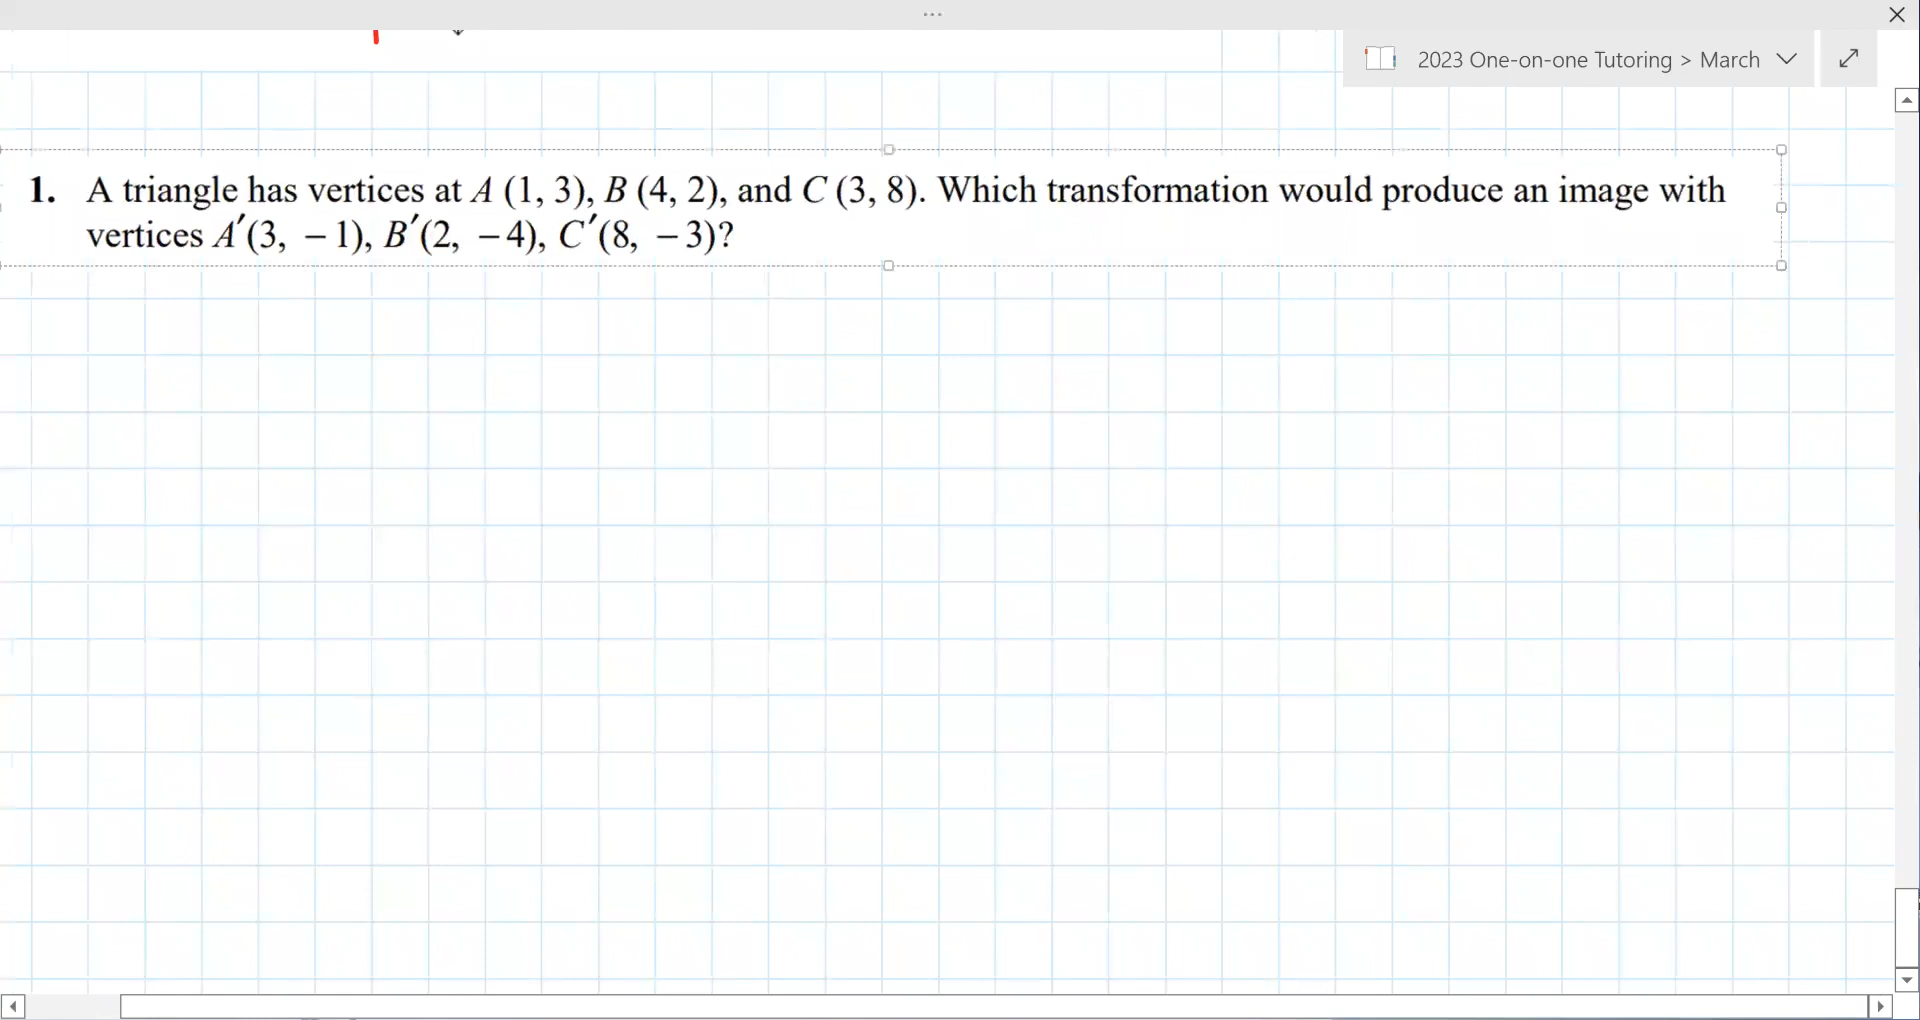 ...
2023 One-on-one Tutoring > March
1. A triangle has vertices at A (1, 3), B (4, 2), and C (3, 8). Which transformation would produce an image with
vertices A′(3, −1), B′(2, −4), C′(8, −3)?